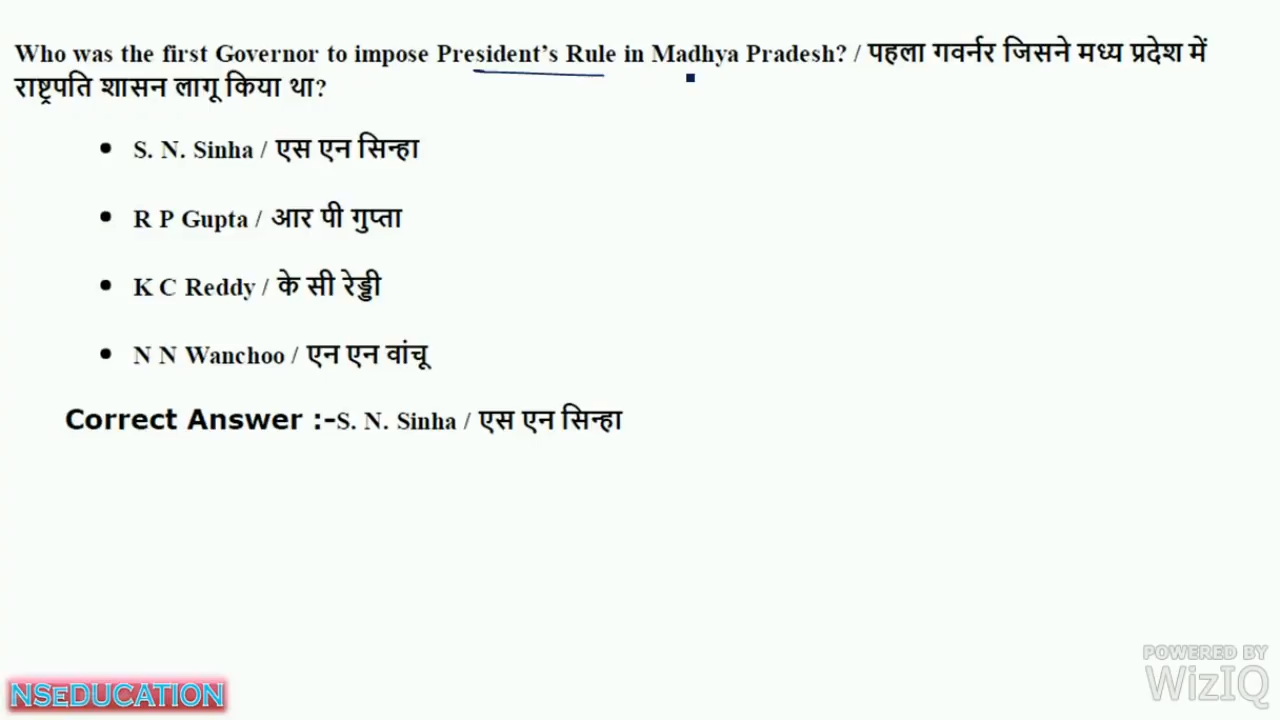 Who was the first Governor to impose President’s Rule in Madhya Pradesh? / पहला गवर्नर जिसने मध्य प्रदेश में
राष्ट्रपति शासन लागू किया था?
• S. N. Sinha / एस एन सिन्हा
• R P Gupta / आर पी गुप्ता
• K C Reddy / के सी रेड्डी
• N N Wanchoo / एन एन वांचू
Correct Answer :-S. N. Sinha / एस एन सिन्हा
POWERED BY
WizIQ
NSEDUCATION